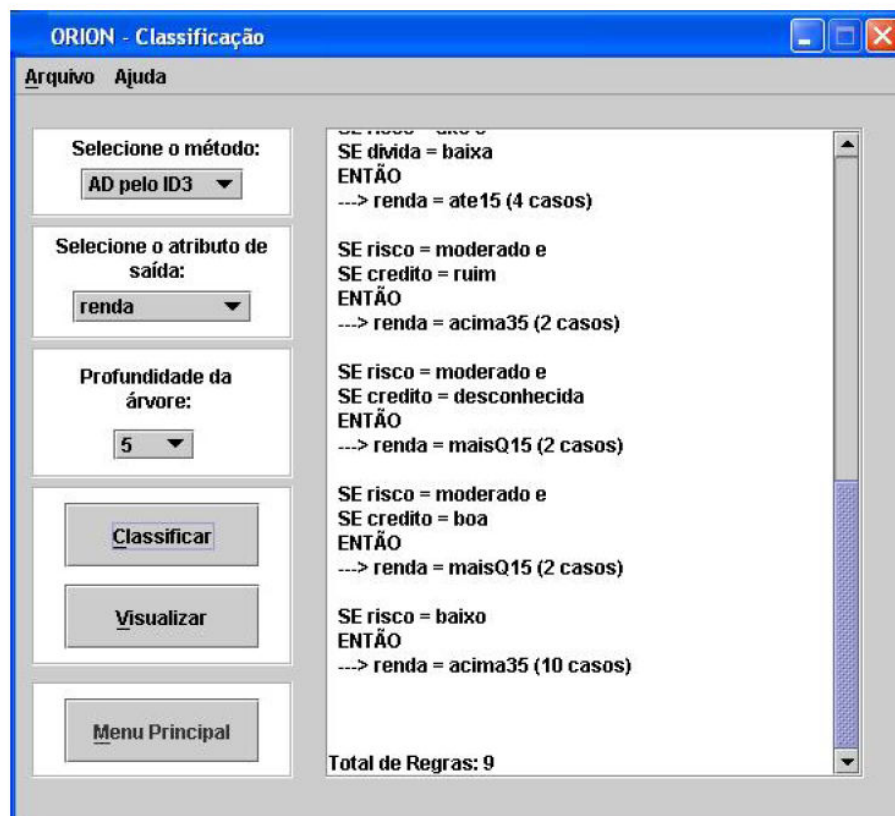 ORION - Classificação
Arquivo Ajuda
Selecione o método:
AD pelo ID3
Selecione o atributo de
saída:
renda
Profundidade da
árvore:
5
Classificar
Visualizar
Menu Principal
SE divida = baixa
ENTÃO
---> renda = ate15 (4 casos)
SE risco = moderado e
SE credito = ruim
ENTÃO
---> renda = acima35 (2 casos)
SE risco = moderado e
SE credito = desconhecida
ENTÃO
---> renda = maisQ15 (2 casos)
SE risco = moderado e
SE credito = boa
ENTÃO
---> renda = maisQ15 (2 casos)
SE risco = baixo
ENTÃO
---> renda = acima35 (10 casos)
Total de Regras: 9